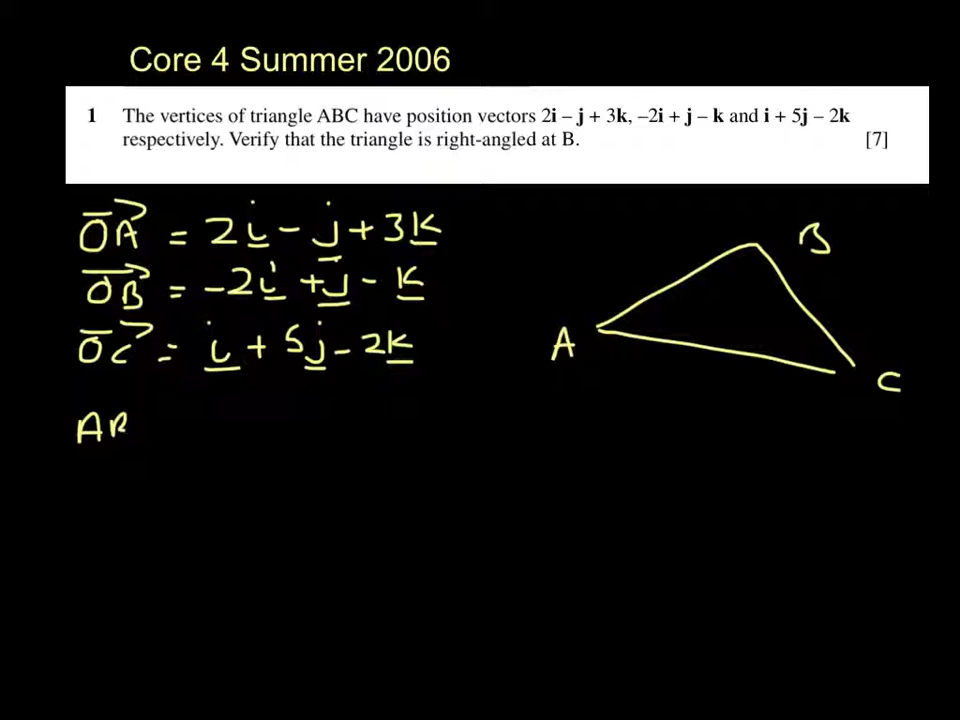 Core 4 Summer 2006
1 The vertices of triangle ABC have position vectors 2i – j + 3k, –2i + j – k and i + 5j – 2k
respectively. Verify that the triangle is right-angled at B. [7]
OA = 2i - j + 3k
OB = -2i + j - k
OC = i + 5j - 2k
AB
B
A
C